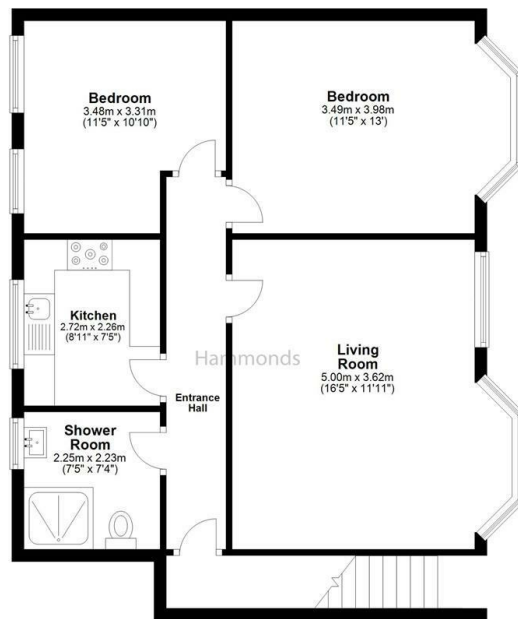 Bedroom
3.48m x 3.31m
(11'5" x 10'10")
Bedroom
3.49m x 3.98m
(11'5" x 13')
Kitchen
2.72m x 2.26m
(8'11" x 7'5")
Hammonds
Living
Room
5.00m x 3.62m
(16'5" x 11'11")
Entrance
Hall
Shower
Room
2.25m x 2.23m
(7'5" x 7'4")